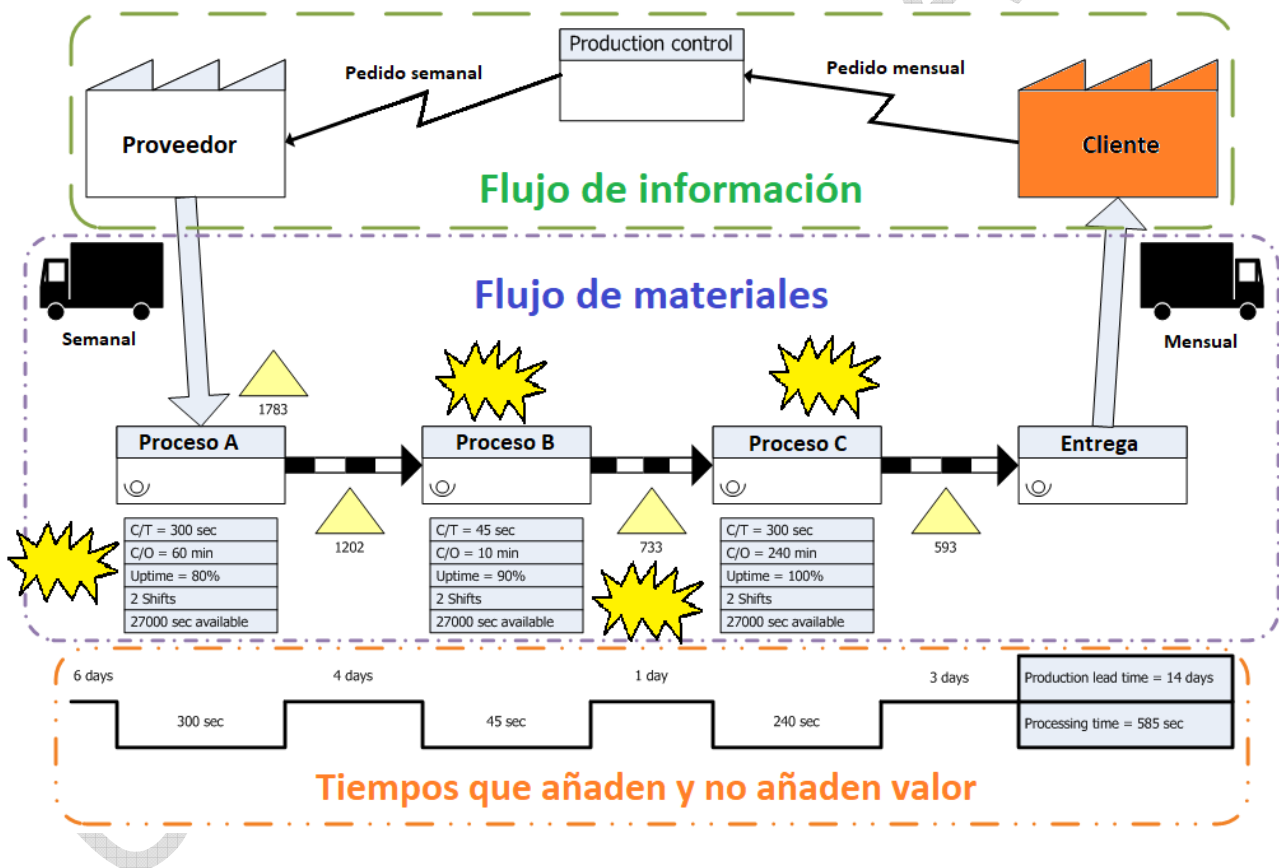 Production control
Pedido semanal
Pedido mensual
Proveedor
Cliente
Flujo de información
Flujo de materiales
Semanal
Mensual
1783
Proceso A
Proceso B
Proceso C
Entrega
1202
733
593
C/T = 300 sec
C/O = 60 min
Uptime = 80%
2 Shifts
27000 sec available
C/T = 45 sec
C/O = 10 min
Uptime = 90%
2 Shifts
27000 sec available
C/T = 300 sec
C/O = 240 min
Uptime = 100%
2 Shifts
27000 sec available
6 days
4 days
1 day
3 days
Production lead time = 14 days
300 sec
45 sec
240 sec
Processing time = 585 sec
Tiempos que añaden y no añaden valor